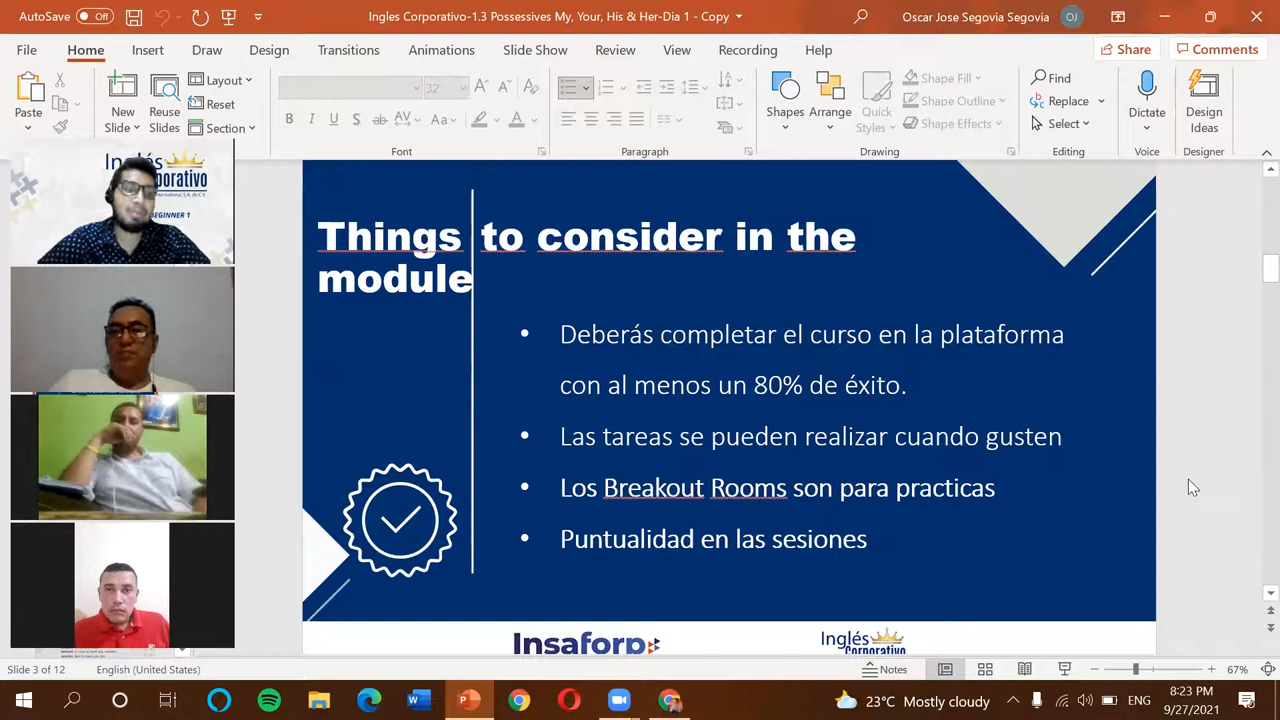 AutoSave Off
Ingles Corporativo-1.3 Possessives My, Your, His & Her-Dia 1 - Copy
Oscar Jose Segovia Segovia OJ
File Home Insert Draw Design Transitions Animations Slide Show Review View Recording Help
Share Comments
Paste
New Slide
Reuse Slides
Layout
Reset
Section
Font
Paragraph
Shapes
Arrange
Quick Styles
Shape Fill
Shape Outline
Shape Effects
Drawing
Find
Replace
Select
Editing
Dictate
Voice
Design Ideas
Designer
Inglés
BEGINNER 1
Things to consider in the
module
• Deberás completar el curso en la plataforma
con al menos un 80% de éxito.
• Las tareas se pueden realizar cuando gusten
• Los Breakout Rooms son para practicas
• Puntualidad en las sesiones
Insaforp
Inglés
Corporativo
Slide 3 of 12 English (United States)
Notes
67%
23°C Mostly cloudy
ENG
8:23 PM
9/27/2021